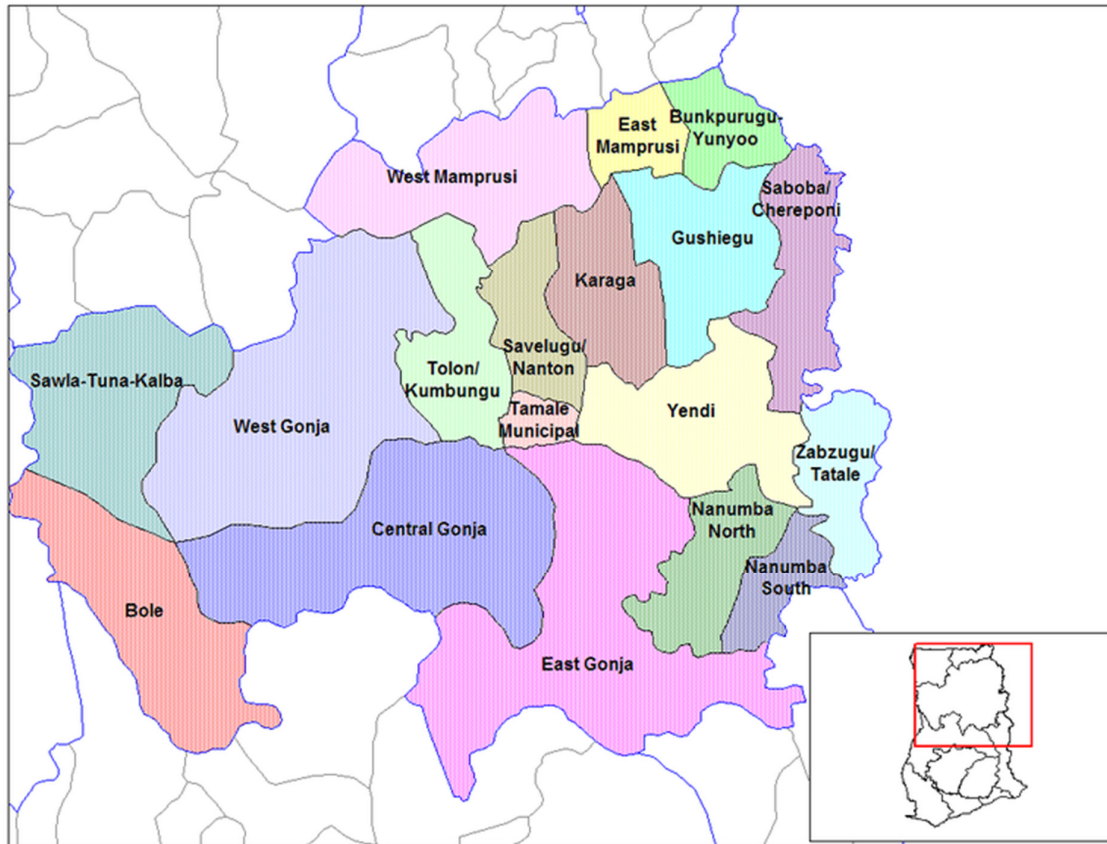 Bunkpurugu-
Yunyoo
East
Mamprusi
West Mamprusi
Saboba/
Chereponi
Gushiegu
Karaga
Savelugu/
Nanton
Tolon/
Kumbungu
Sawla-Tuna-Kalba
West Gonja
Tamale
Municipal
Yendi
Zabzugu/
Tatale
Central Gonja
Nanumba
North
Nanumba
South
Bole
East Gonja